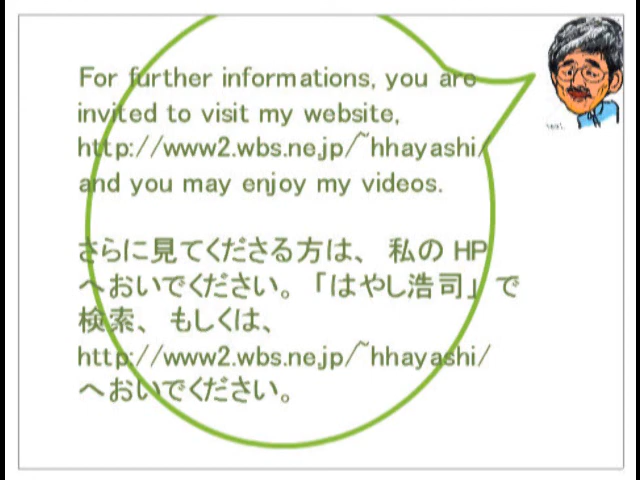 For further informations, you are
invited to visit my website,
http://www2.wbs.ne.jp/~hhayashi/
and you may enjoy my videos.
さらに見てくださる方は、 私の HP
へおいでください。「はやし浩司」で
検索、 もしくは、
http://www2.wbs.ne.jp/~hhayashi/
へおいでください。